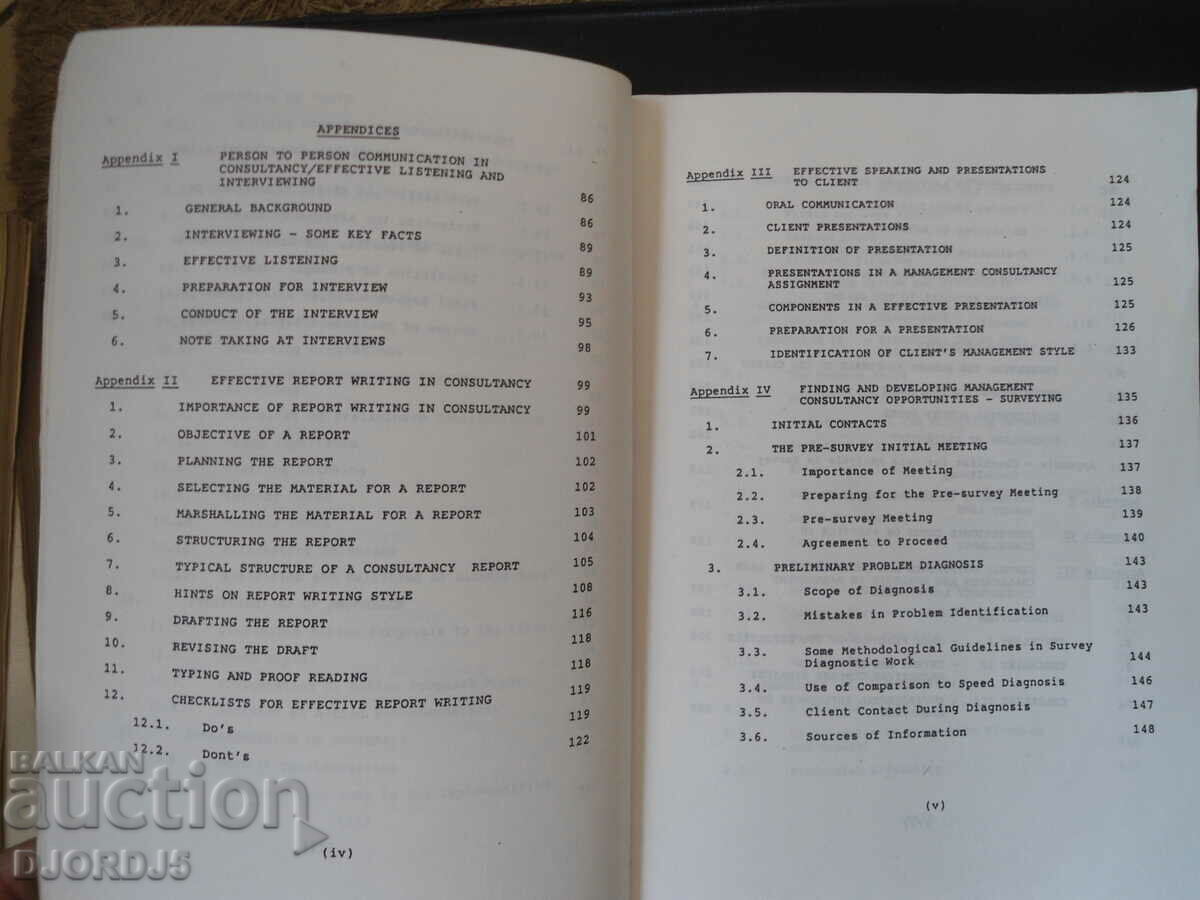 APPENDICES
Appendix I PERSON TO PERSON COMMUNICATION IN
CONSULTANCY/EFFECTIVE LISTENING AND
INTERVIEWING 86
1. GENERAL BACKGROUND 86
2. INTERVIEWING - SOME KEY FACTS 89
3. EFFECTIVE LISTENING 89
4. PREPARATION FOR INTERVIEW 93
5. CONDUCT OF THE INTERVIEW 95
6. NOTE TAKING AT INTERVIEWS 98
Appendix II EFFECTIVE REPORT WRITING IN CONSULTANCY 99
1. IMPORTANCE OF REPORT WRITING IN CONSULTANCY 99
2. OBJECTIVE OF A REPORT 101
3. PLANNING THE REPORT 102
4. SELECTING THE MATERIAL FOR A REPORT 102
5. MARSHALLING THE MATERIAL FOR A REPORT 103
6. STRUCTURING THE REPORT 104
7. TYPICAL STRUCTURE OF A CONSULTANCY REPORT 105
8. HINTS ON REPORT WRITING STYLE 108
9. DRAFTING THE REPORT 116
10. REVISING THE DRAFT 118
11. TYPING AND PROOF READING 118
12. CHECKLISTS FOR EFFECTIVE REPORT WRITING 119
12.1. Do's 119
12.2. Dont's 122
(iv)
Appendix III EFFECTIVE SPEAKING AND PRESENTATIONS
TO CLIENT 124
1. ORAL COMMUNICATION 124
2. CLIENT PRESENTATIONS 124
3. DEFINITION OF PRESENTATION 125
4. PRESENTATIONS IN A MANAGEMENT CONSULTANCY
ASSIGNMENT 125
5. COMPONENTS IN A EFFECTIVE PRESENTATION 125
6. PREPARATION FOR A PRESENTATION 126
7. IDENTIFICATION OF CLIENT'S MANAGEMENT STYLE 133
Appendix IV FINDING AND DEVELOPING MANAGEMENT
CONSULTANCY OPPORTUNITIES - SURVEYING 135
1. INITIAL CONTACTS 136
2. THE PRE-SURVEY INITIAL MEETING 137
2.1. Importance of Meeting 137
2.2. Preparing for the Pre-survey Meeting 138
2.3. Pre-survey Meeting 139
2.4. Agreement to Proceed 140
3. PRELIMINARY PROBLEM DIAGNOSIS 143
3.1. Scope of Diagnosis 143
3.2. Mistakes in Problem Identification 143
3.3. Some Methodological Guidelines in Survey
Diagnostic Work 144
3.4. Use of Comparison to Speed Diagnosis 146
3.5. Client Contact During Diagnosis 147
3.6. Sources of Information 148
(v)
BALKAN
auction
DJORDJ5